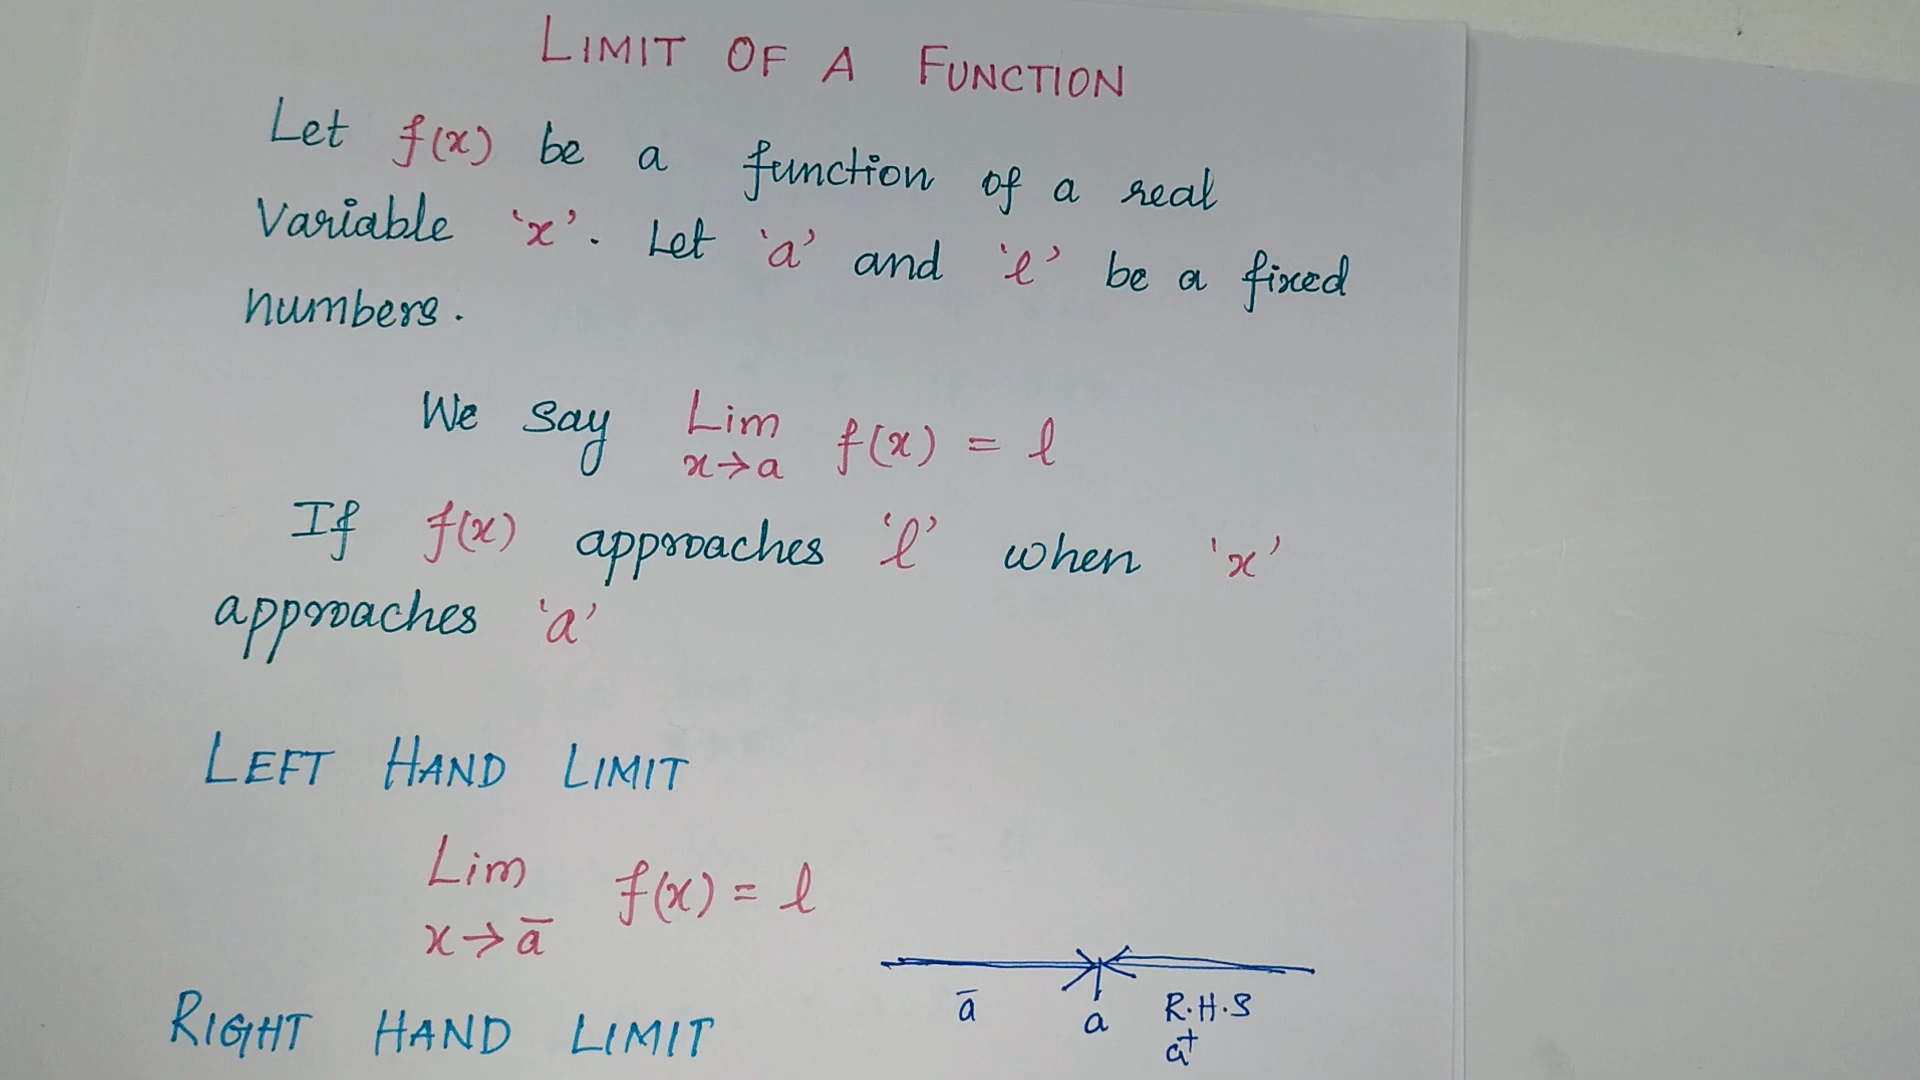 LIMIT OF A FUNCTION
Let f(x) be a function of a real
Variable ‘x’. Let ‘a’ and ‘l’ be a fixed
numbers.
We Say Lim f(x) = l
x→a
If f(x) approaches ‘l’ when ‘x’
approaches ‘a’
LEFT HAND LIMIT
Lim f(x) = l
x→a̅
a̅ a R.H.S
a⁺
RIGHT HAND LIMIT